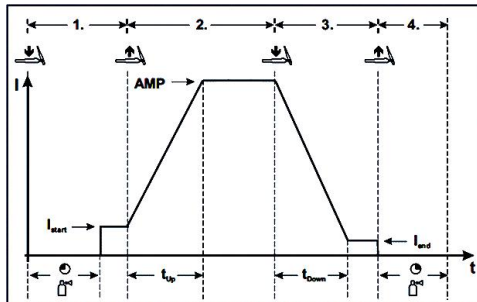 1. 2. 3. 4.
I
AMP
Istart
Iend
tUp
tDown
t